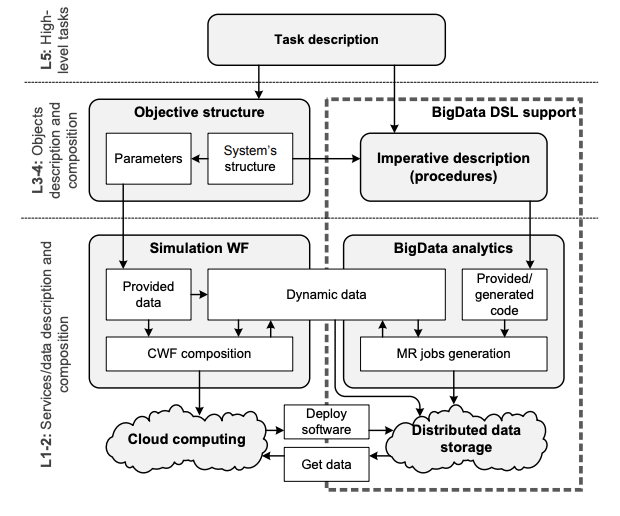 L5: High-
level tasks
Task description
L3-4: Objects
description and
composition
Objective structure
Parameters
System's
structure
BigData DSL support
Imperative description
(procedures)
L1-2: Services/data description and
composition
Simulation WF
Provided
data
Dynamic data
CWF composition
BigData analytics
Provided/
generated
code
MR jobs generation
Cloud computing
Deploy
software
Get data
Distributed data
storage